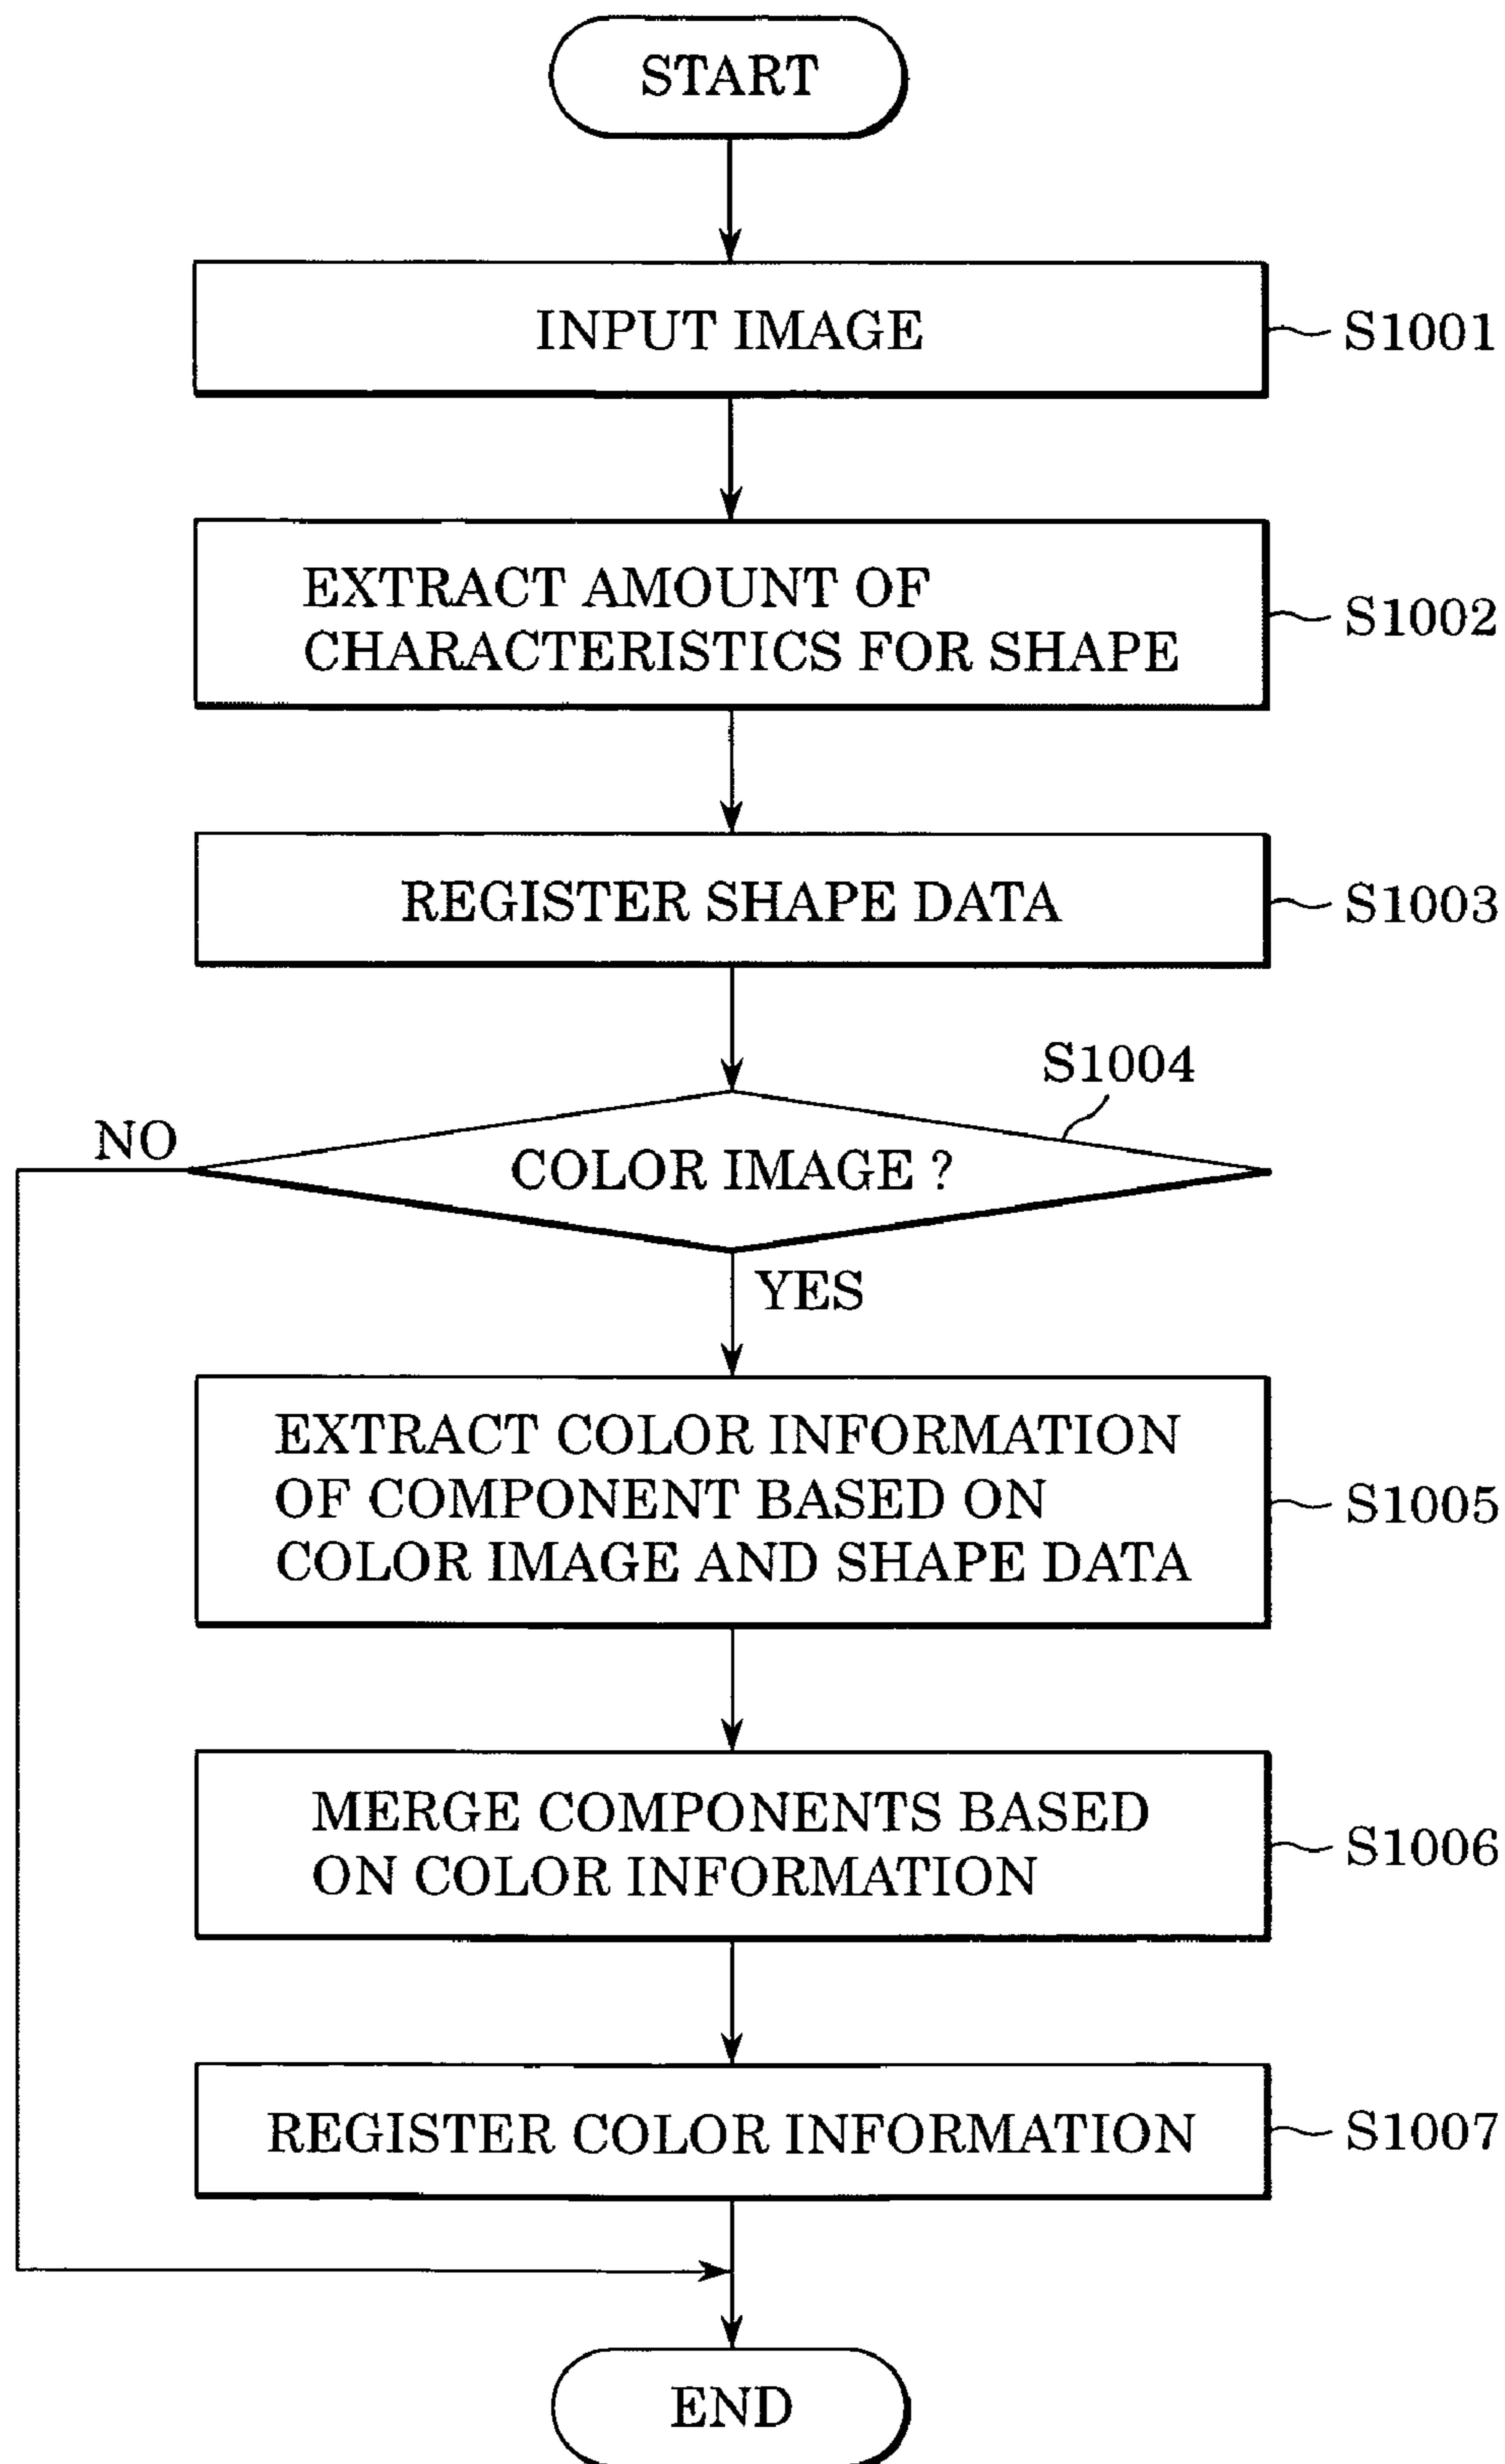 START
INPUT IMAGE
S1001
EXTRACT AMOUNT OF
CHARACTERISTICS FOR SHAPE
S1002
REGISTER SHAPE DATA
S1003
S1004
NO
COLOR IMAGE ?
YES
EXTRACT COLOR INFORMATION
OF COMPONENT BASED ON
COLOR IMAGE AND SHAPE DATA
S1005
MERGE COMPONENTS BASED
ON COLOR INFORMATION
S1006
REGISTER COLOR INFORMATION
S1007
END